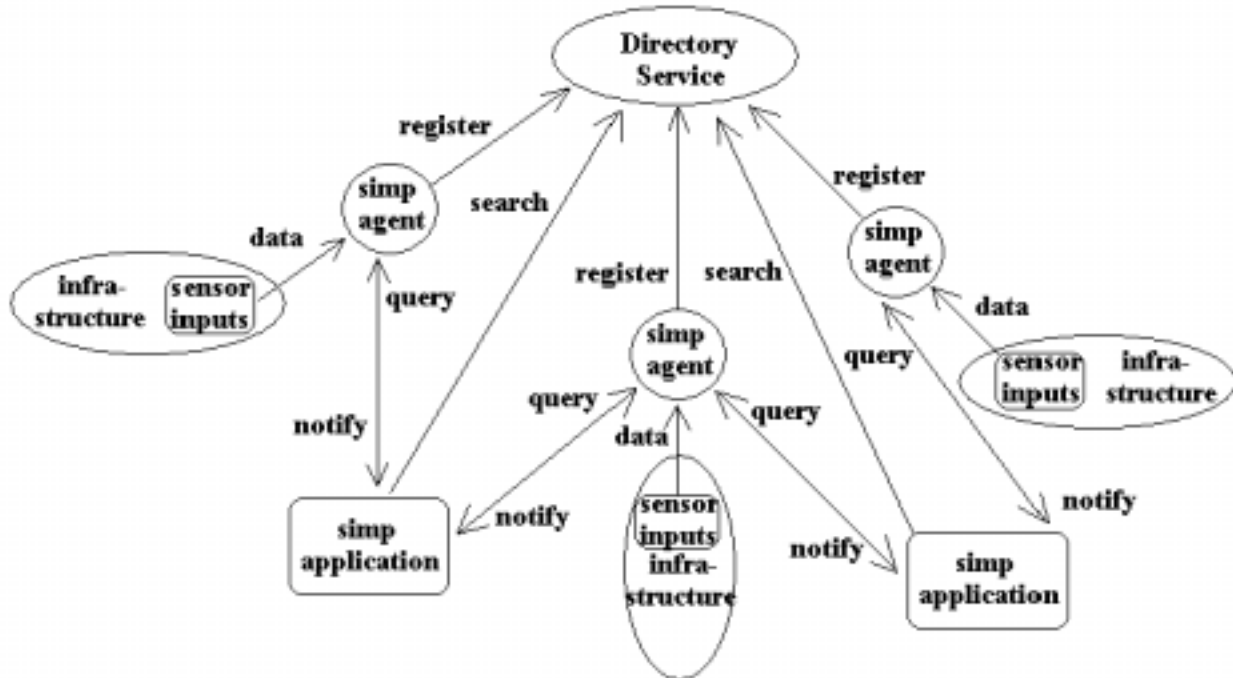 Directory
Service
register
simp
agent
search
register
simp
agent
data
infra-
structure
sensor
inputs
query
register
search
data
simp
agent
query
sensor
inputs
infra-
structure
notify
query
data
query
notify
sensor
inputs
infra-
structure
notify
notify
simp
application
simp
application